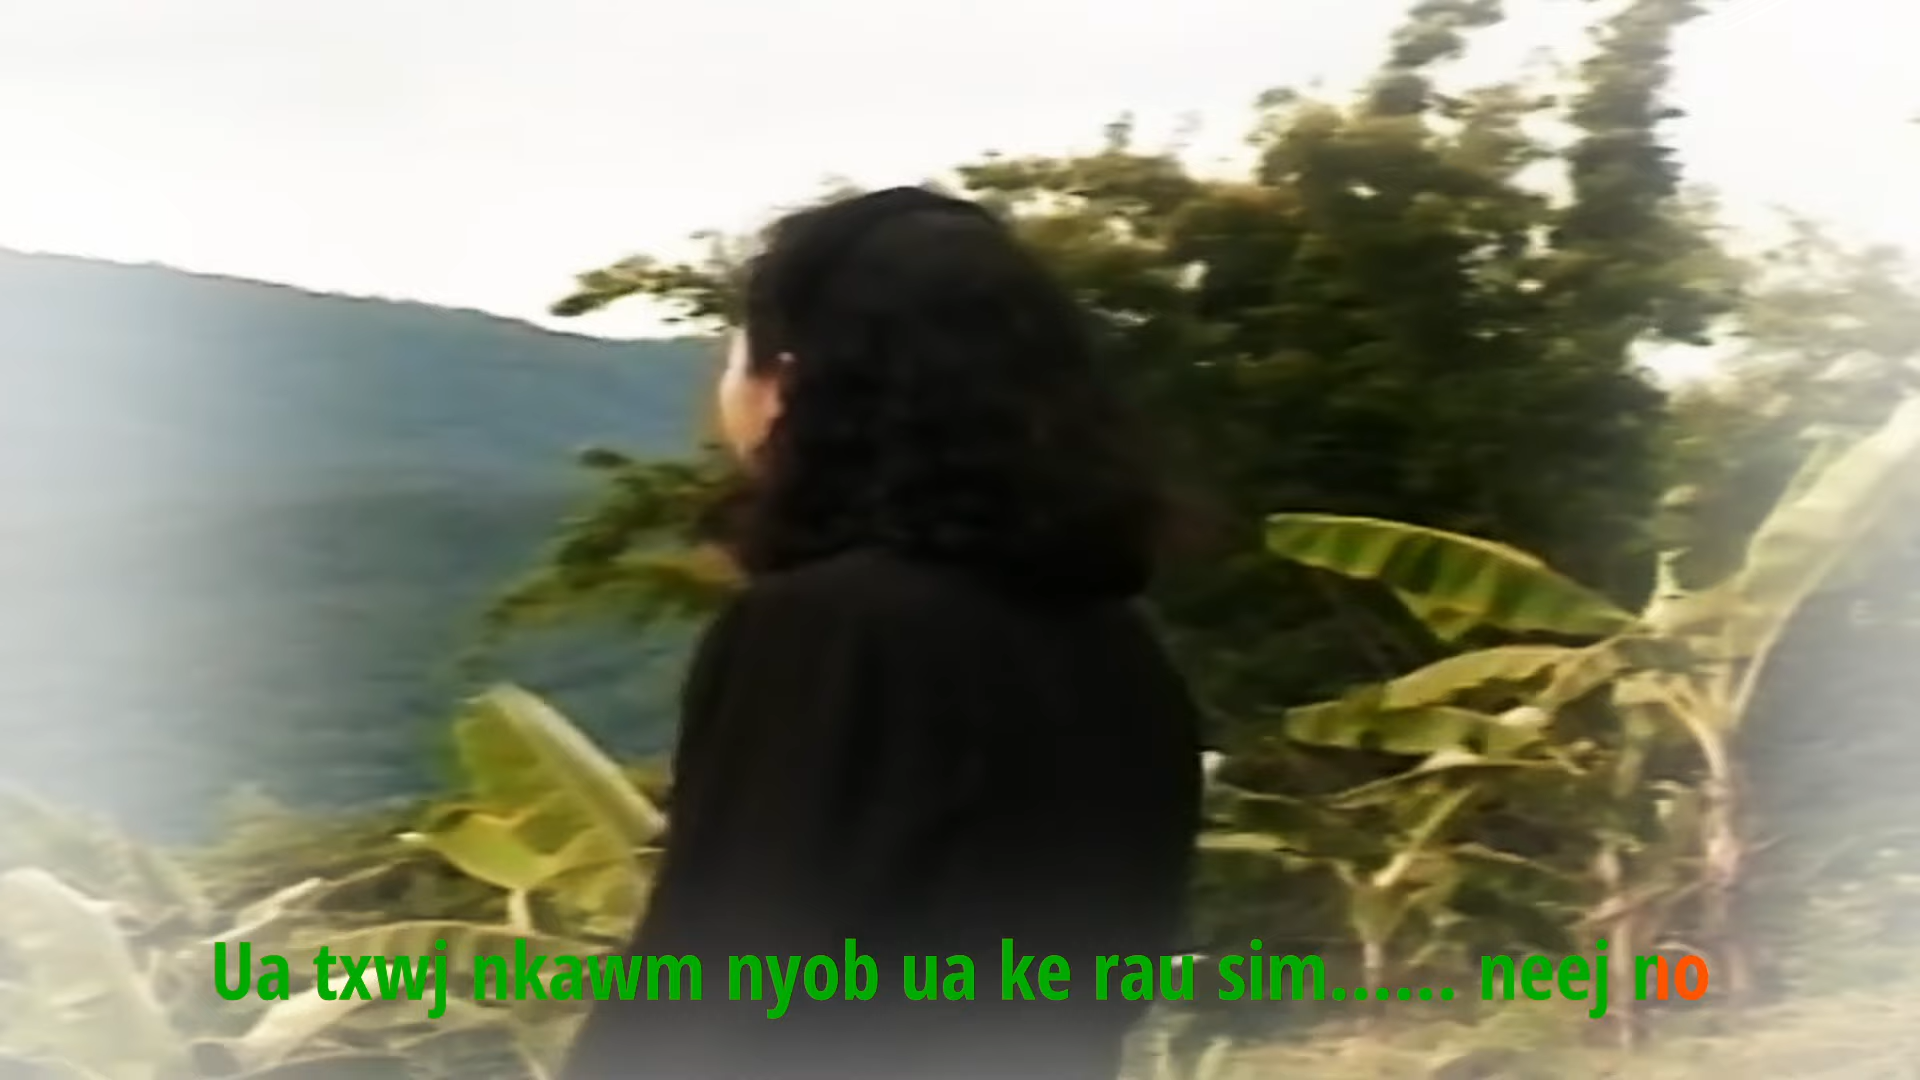 Ua txwj nkawm nyob ua ke rau sim...... neej no